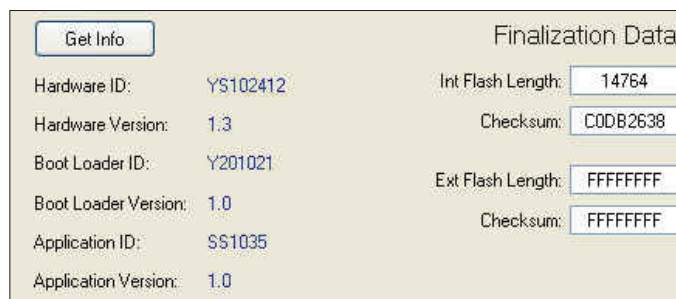 Get Info
Hardware ID: YS102412
Hardware Version: 1.3
Boot Loader ID: Y201021
Boot Loader Version: 1.0
Application ID: SS1035
Application Version: 1.0
Finalization Data
Int Flash Length: 14764
Checksum: C0DB2638
Ext Flash Length: FFFFFFFF
Checksum: FFFFFFFF